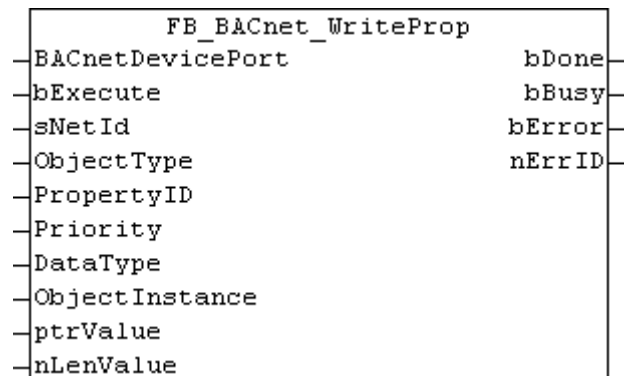 FB_BACnet_WriteProp
BACnetDevicePort bDone
bExecute bBusy
sNetId bError
ObjectType nErrID
PropertyID
Priority
DataType
ObjectInstance
ptrValue
nLenValue